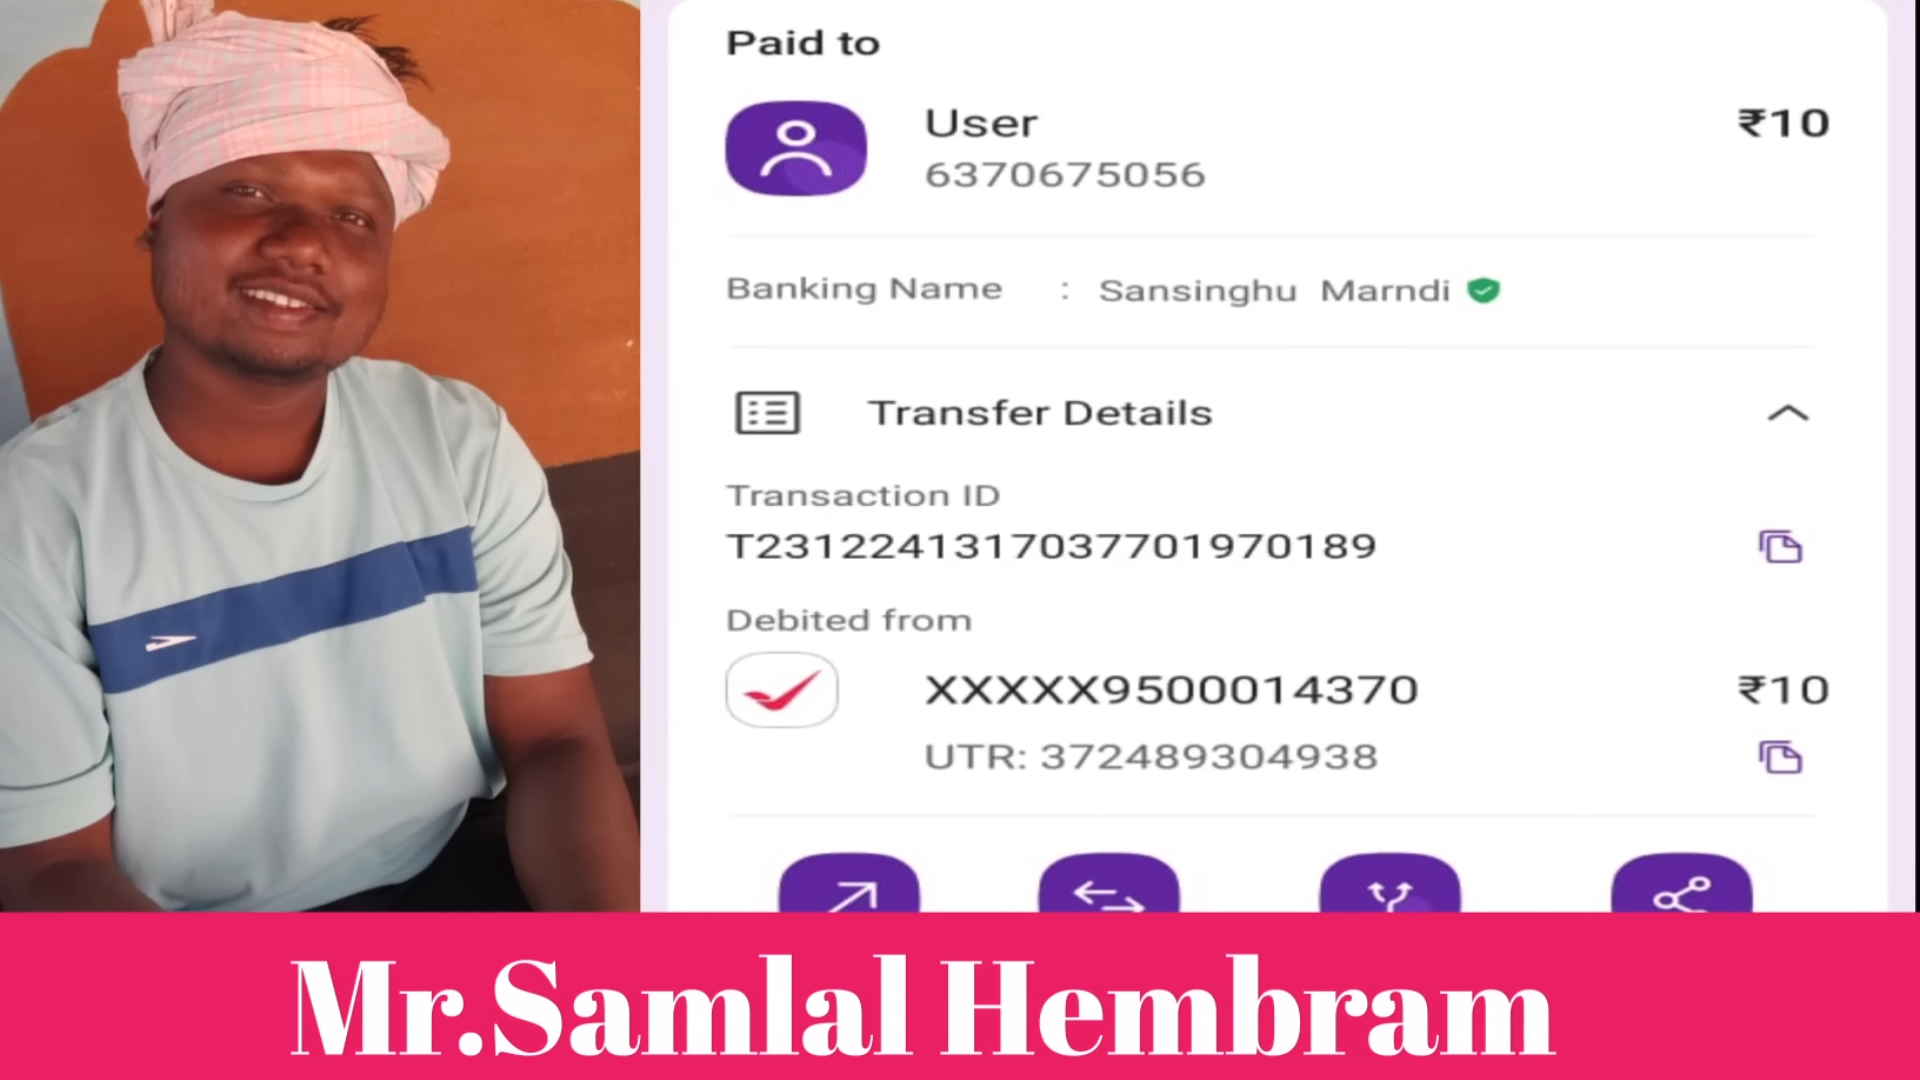 Paid to
User
₹10
6370675056
Banking Name : Sansinghu Marndi
Transfer Details
Transaction ID
T2312241317037701970189
Debited from
XXXXX9500014370
₹10
UTR: 372489304938
Mr.Samlal Hembram